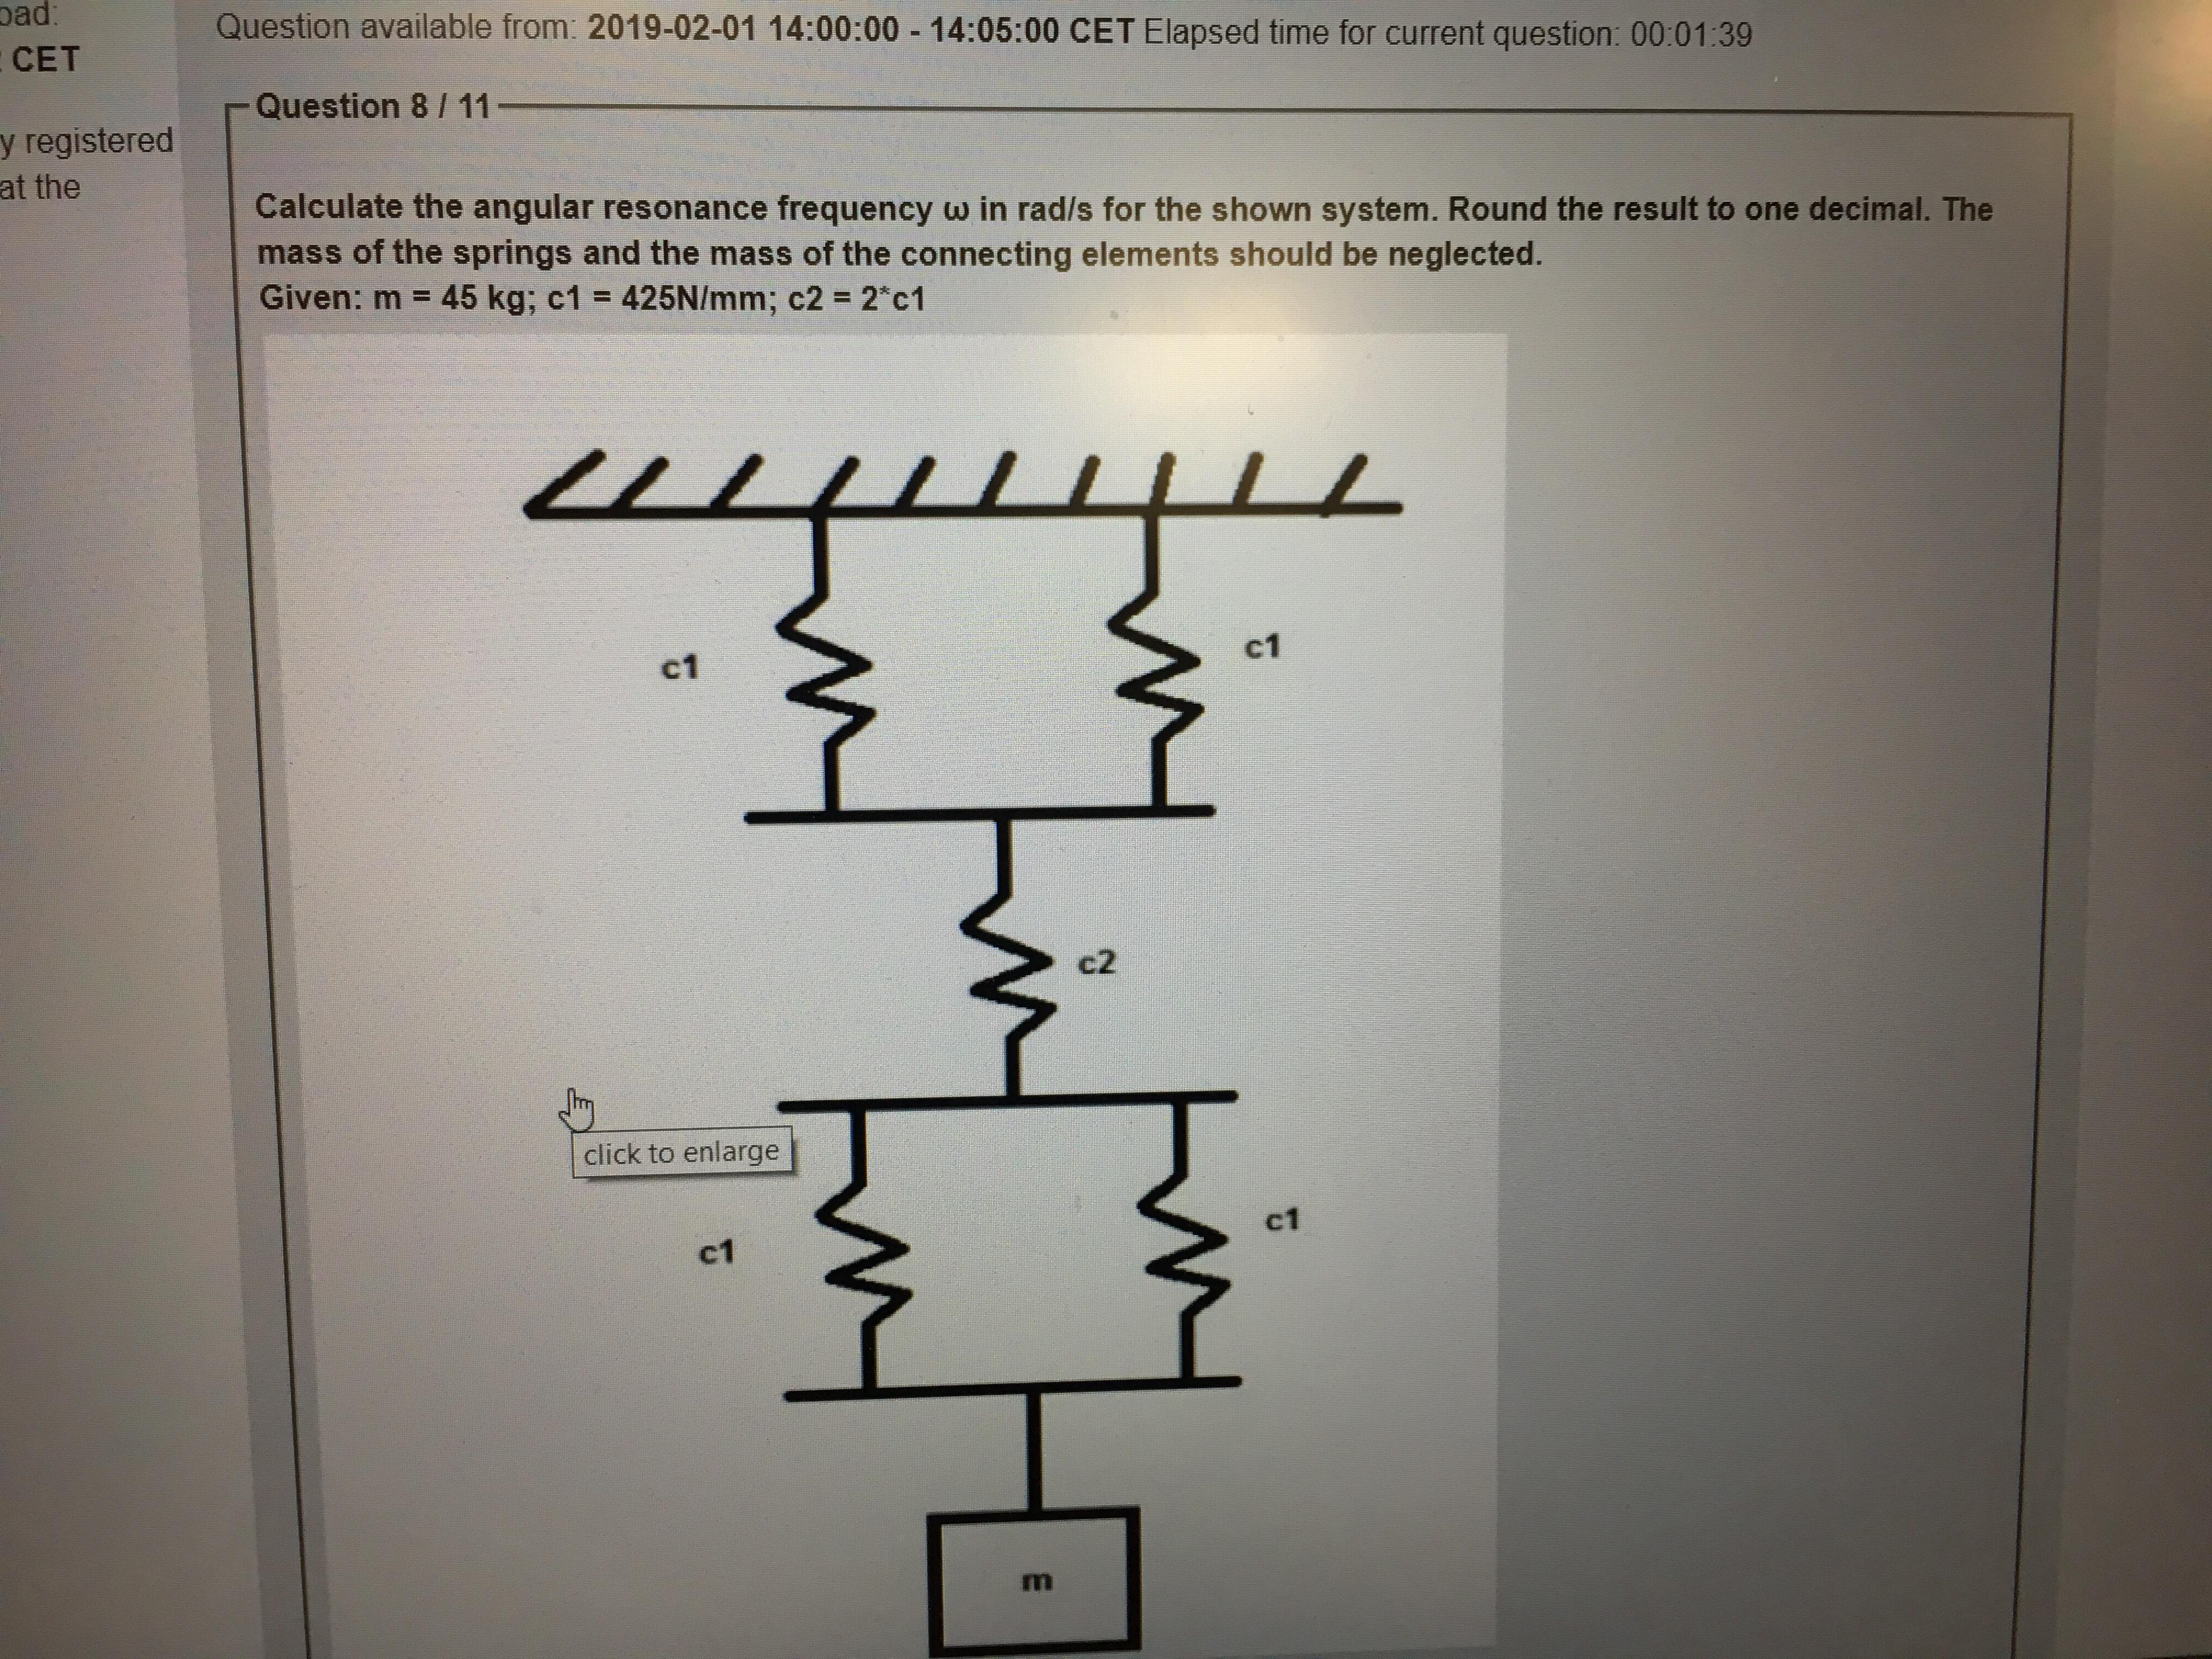 CET
y registered
at the
Question available from: 2019-02-01 14:00:00 - 14:05:00 CET Elapsed time for current question: 00:01:39
Question 8 / 11
Calculate the angular resonance frequency ω in rad/s for the shown system. Round the result to one decimal. The
mass of the springs and the mass of the connecting elements should be neglected.
Given: m = 45 kg; c1 = 425N/mm; c2 = 2*c1
c1
c1
c2
click to enlarge
c1
c1
m